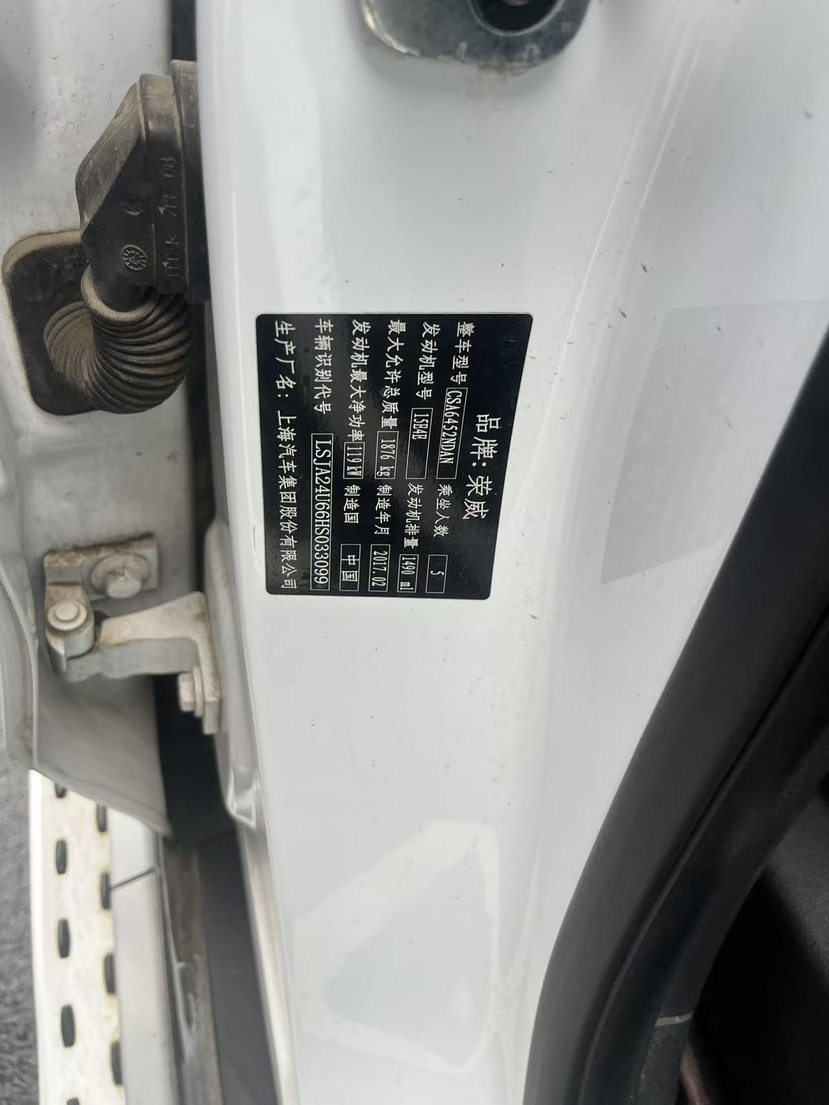 品牌: 荣威
整车型号 CSA6452NDAN 乘坐人数 5
发动机型号 15E4E 发动机排量 1490 ml
最大允许总质量 1876 kg 制造年月 2017.02
发动机最大净功率 119 kW 制造国 中国
车辆识别代号 LSJA24U66HS033099
生产厂名: 上海汽车集团股份有限公司